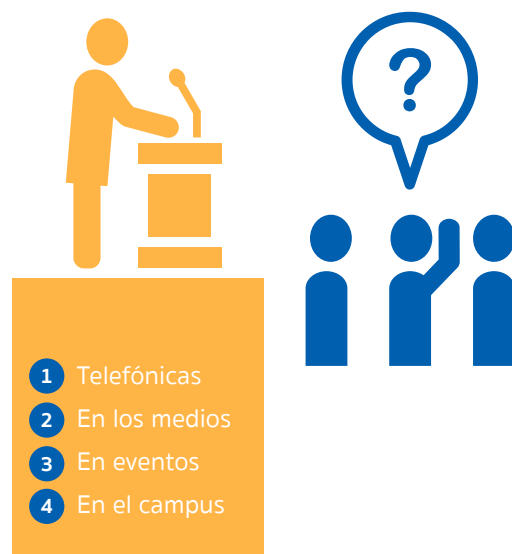 ?
1 Telefónicas
2 En los medios
3 En eventos
4 En el campus